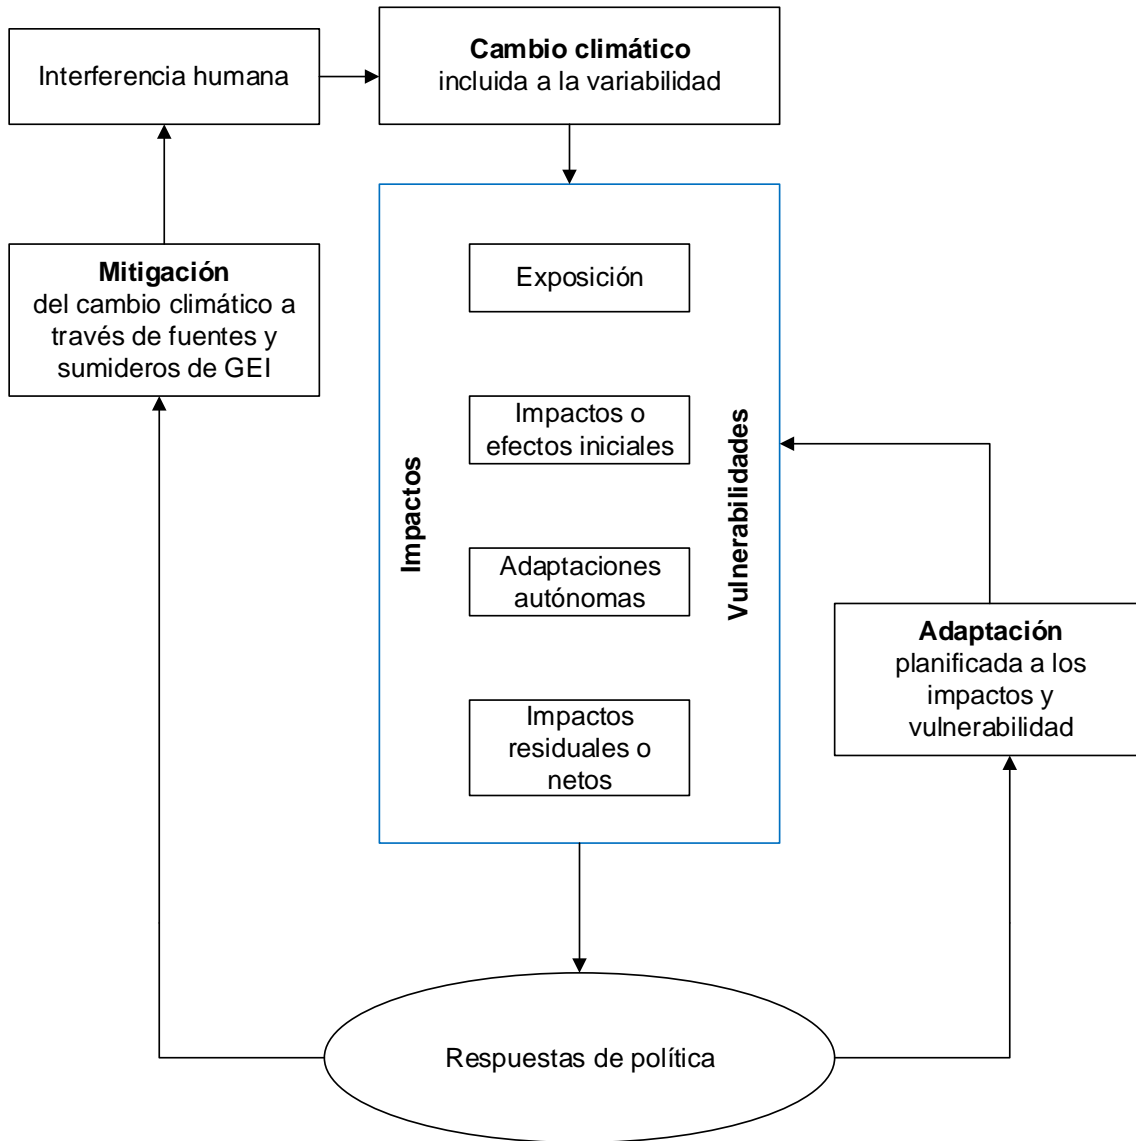 Interferencia humana
Cambio climático
incluida a la variabilidad
Mitigación
del cambio climático a
través de fuentes y
sumideros de GEI
Exposición
Impactos o
efectos iniciales
Impactos
Vulnerabilidades
Adaptaciones
autónomas
Adaptación
planificada a los
impactos y
vulnerabilidad
Impactos
residuales o
netos
Respuestas de política